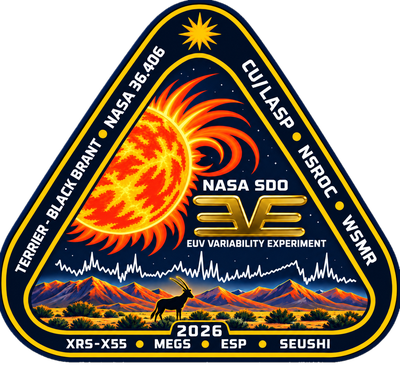 TERRIER - BLACK BRANT • NASA 36.406
CU/LASP • NSROC • WSMR
NASA SDO
EVE
EUV VARIABILITY EXPERIMENT
2026
XRS-X55 • MEGS • ESP • SEUSHI